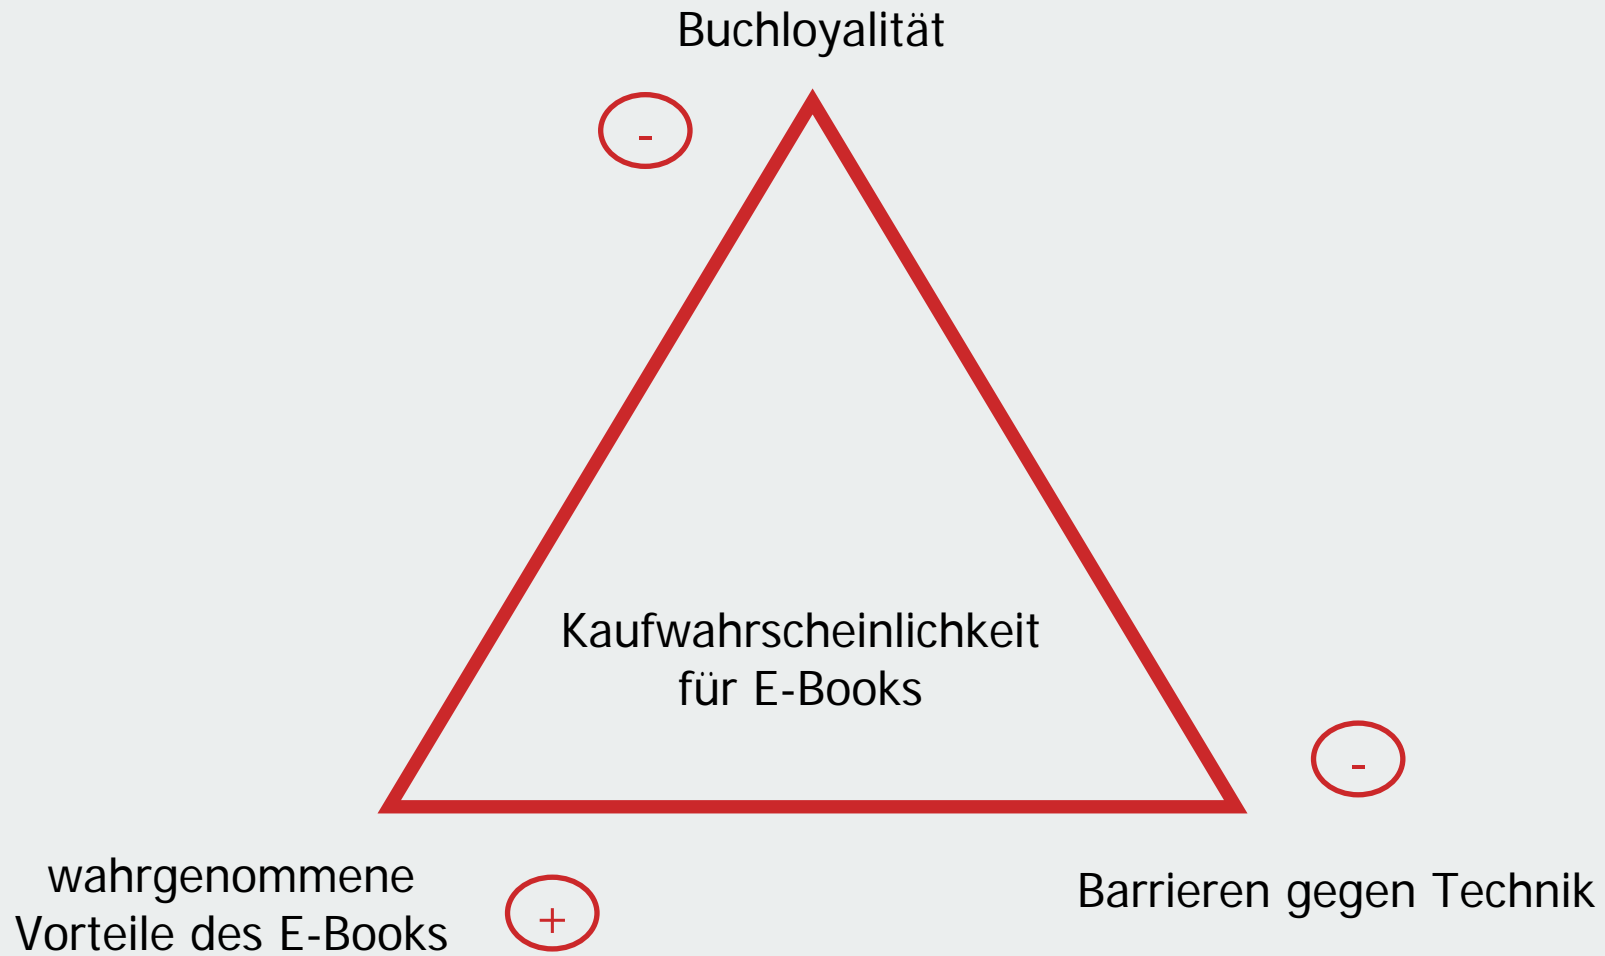 Buchloyalität
-
Kaufwahrscheinlichkeit
für E-Books
-
wahrgenommene
Vorteile des E-Books
+
Barrieren gegen Technik